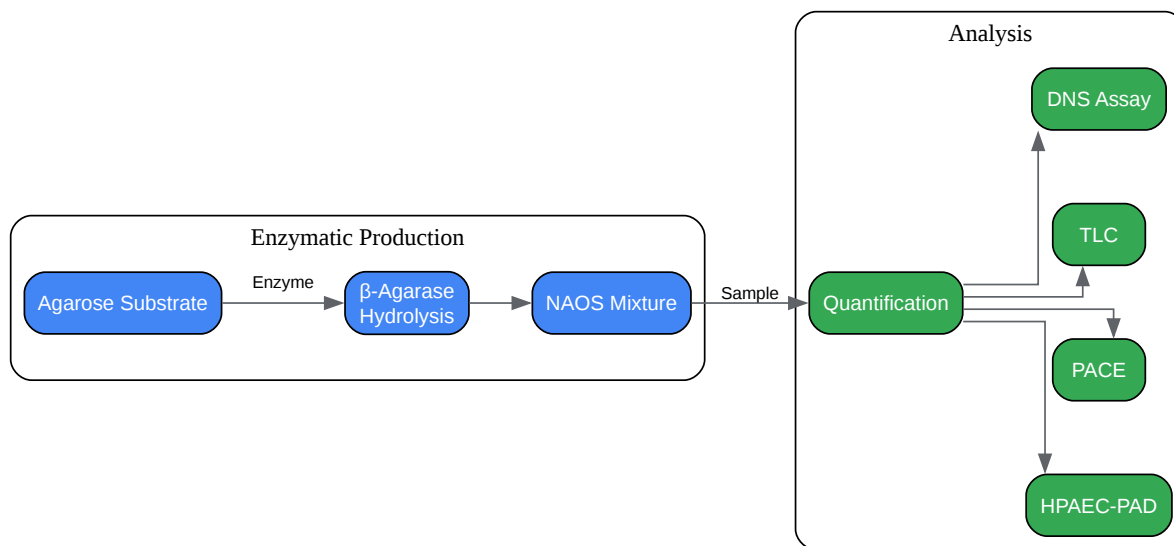 Analysis
DNS Assay
TLC
Enzymatic Production
Agarose Substrate
Enzyme
β-Agarase
Hydrolysis
NAOS Mixture
Sample
Quantification
PACE
HPAEC-PAD